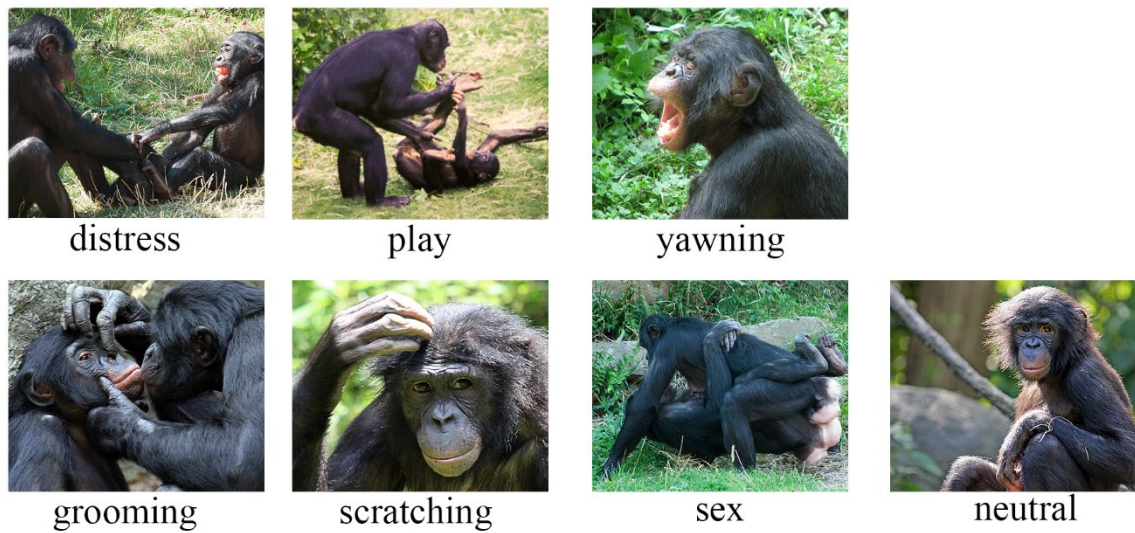 distress
play
yawning
grooming
scratching
sex
neutral